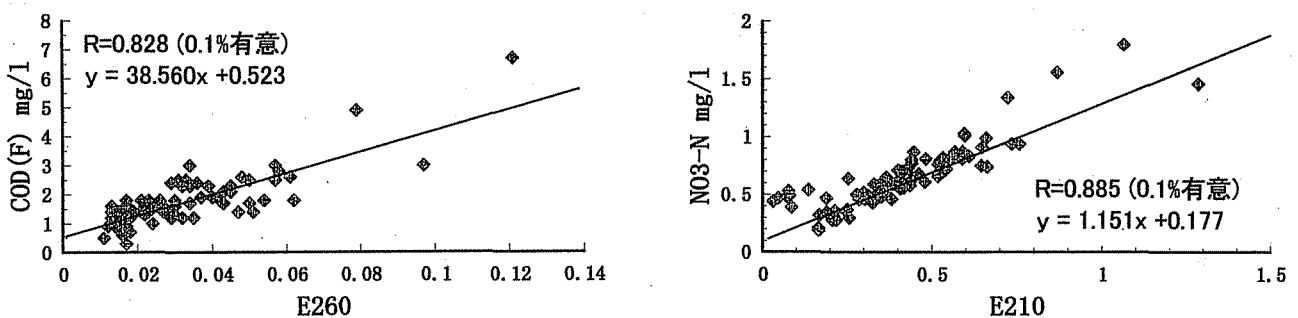 8
7
6
5
4
3
2
1
0
COD(F) mg/l
R=0.828 (0.1%有意)
y = 38.560x +0.523
0 0.02 0.04 0.06 0.08 0.1 0.12 0.14
E260
2
1.5
1
0.5
0
NO3-N mg/l
R=0.885 (0.1%有意)
y = 1.151x +0.177
0 0.5 1 1.5
E210